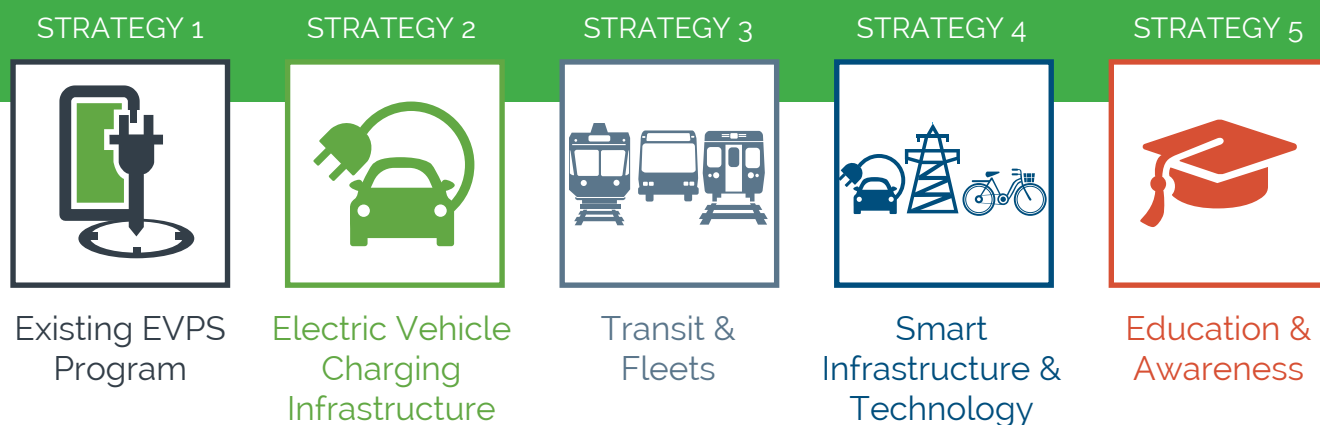 STRATEGY 1
STRATEGY 2
STRATEGY 3
STRATEGY 4
STRATEGY 5
Existing EVPS
Program
Electric Vehicle
Charging
Infrastructure
Transit &
Fleets
Smart
Infrastructure &
Technology
Education &
Awareness